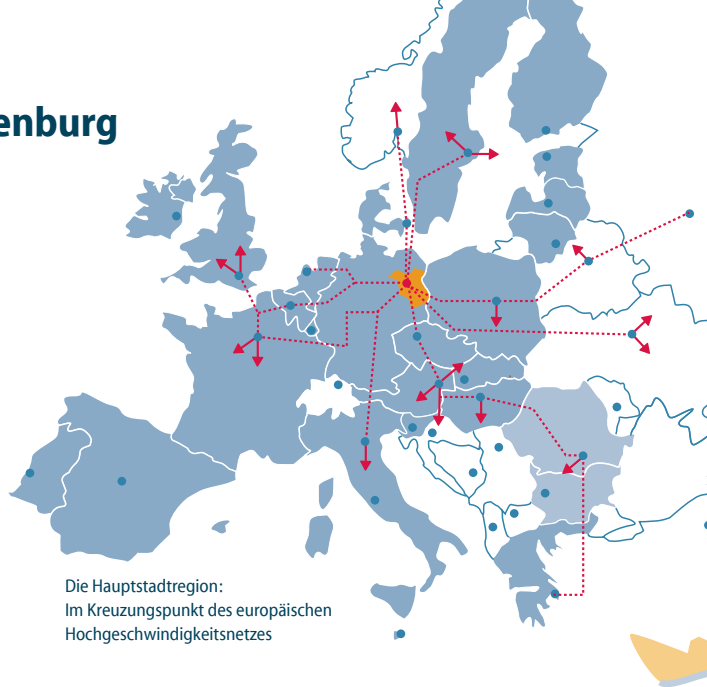 enburg
Die Hauptstadtregion:
Im Kreuzungspunkt des europäischen
Hochgeschwindigkeitsnetzes